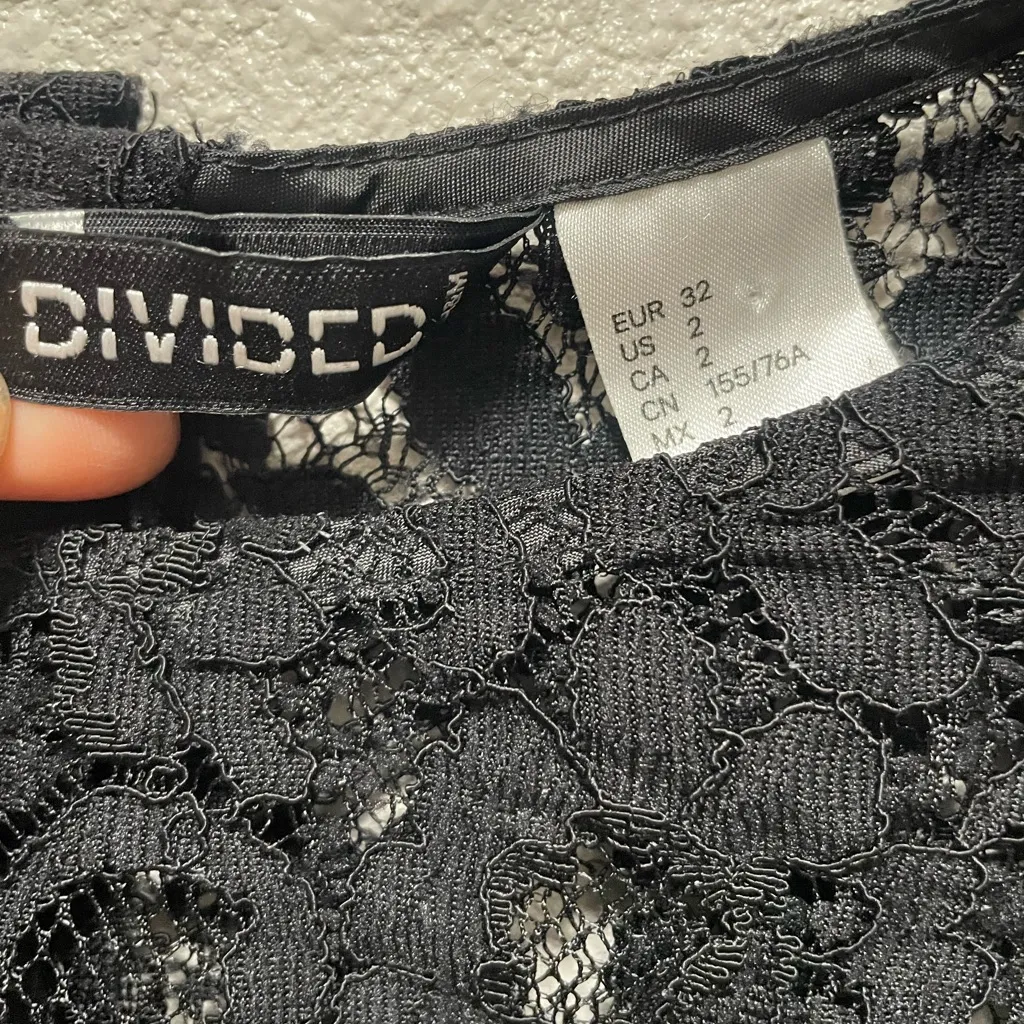 DIVIDED
EUR 32
US 2
CA 2
CN 155/76A
MX 2